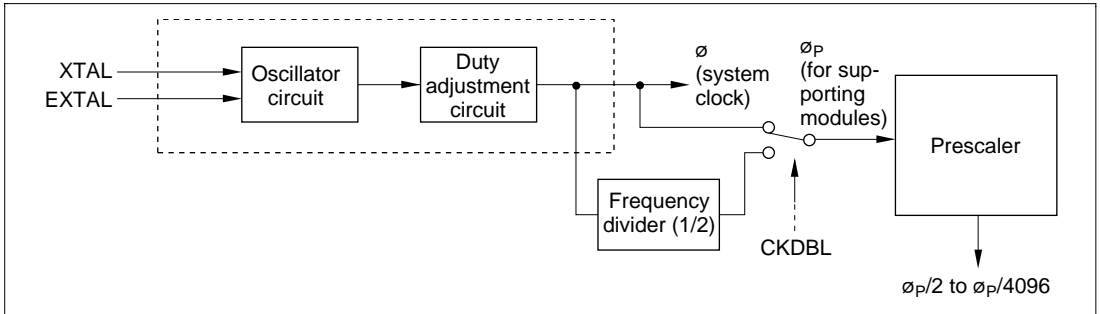 XTAL
EXTAL
Oscillator
circuit
Duty
adjustment
circuit
ø
(system
clock)
øP
(for sup-
porting
modules)
Prescaler
Frequency
divider (1/2)
CKDBL
øP/2 to øP/4096